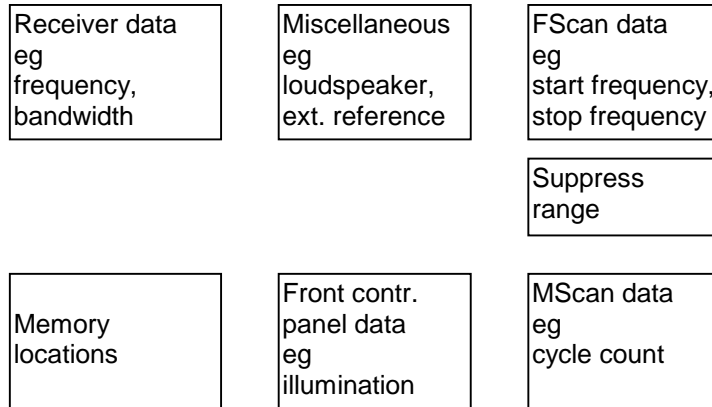 Receiver data
eg
frequency,
bandwidth
Miscellaneous
eg
loudspeaker,
ext. reference
FScan data
eg
start frequency,
stop frequency
Suppress
range
Memory
locations
Front contr.
panel data
eg
illumination
MScan data
eg
cycle count